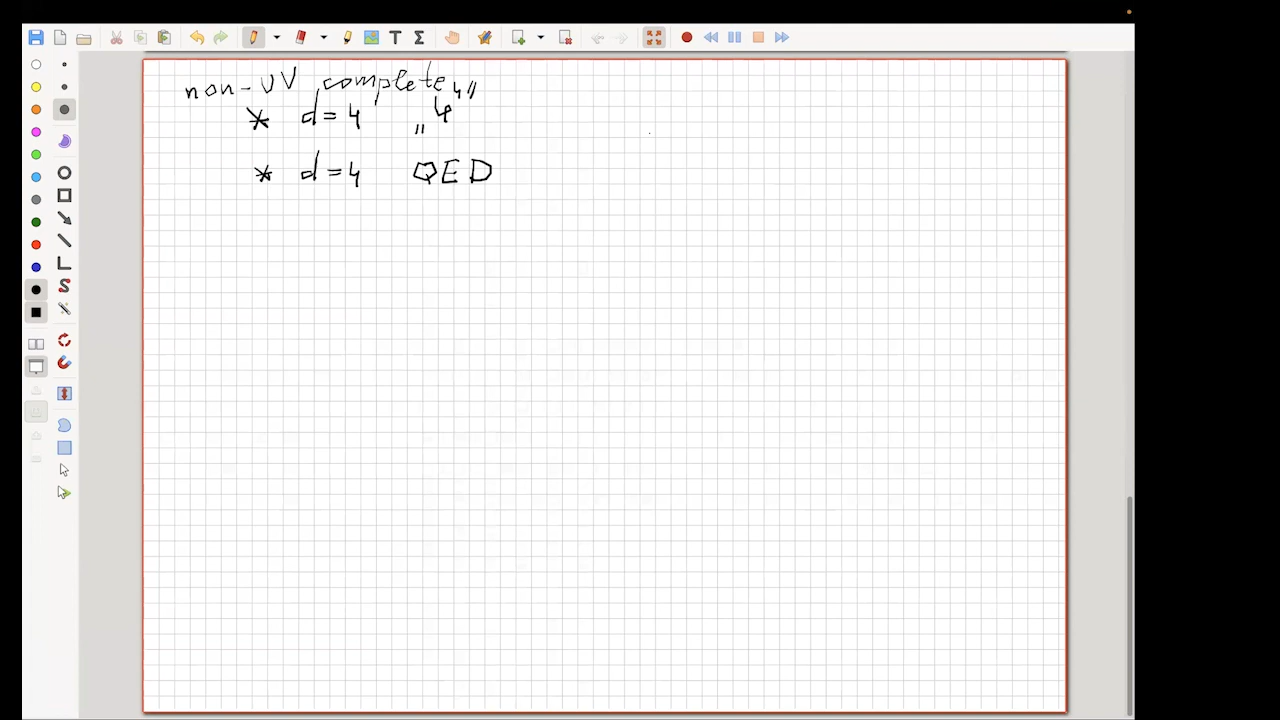 non-UV complete
* d=4 „φ⁴“
* d=4 QED